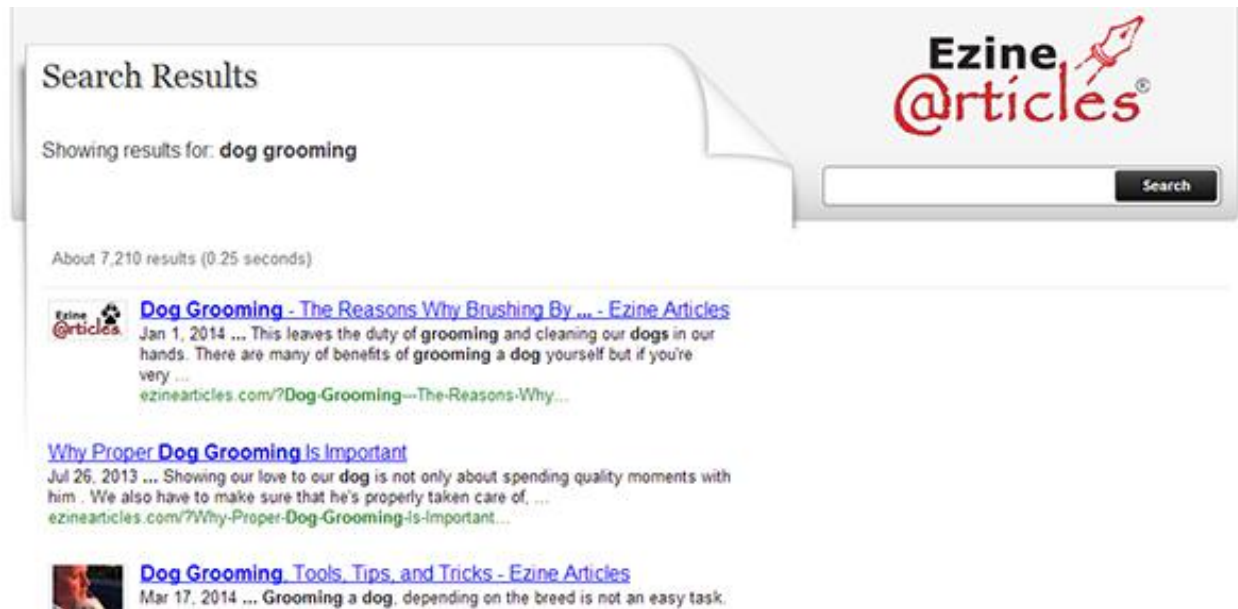 Ezine
@rticles®
Search Results
Showing results for: dog grooming
Search
About 7,210 results (0.25 seconds)
Ezine
@rticles
Dog Grooming - The Reasons Why Brushing By ... - Ezine Articles
Jan 1, 2014 ... This leaves the duty of grooming and cleaning our dogs in our
hands. There are many of benefits of grooming a dog yourself but if you're
very ...
ezinearticles.com/?Dog-Grooming---The-Reasons-Why...
Why Proper Dog Grooming Is Important
Jul 26, 2013 ... Showing our love to our dog is not only about spending quality moments with
him . We also have to make sure that he's properly taken care of, ...
ezinearticles.com/?Why-Proper-Dog-Grooming-Is-Important...
Dog Grooming, Tools, Tips, and Tricks - Ezine Articles
Mar 17, 2014 ... Grooming a dog, depending on the breed is not an easy task.